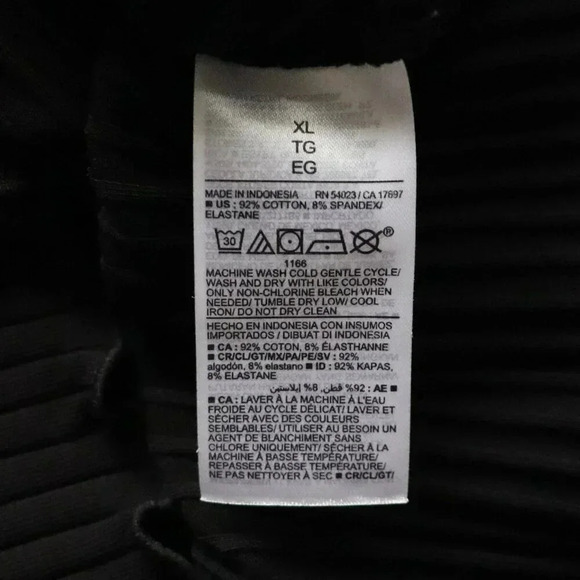 XL
TG
EG
MADE IN INDONESIA RN 54023 / CA 17697
■ US : 92% COTTON, 8% SPANDEX/
ELASTANE
30
®
1166
MACHINE WASH COLD GENTLE CYCLE/
WASH AND DRY WITH LIKE COLORS/
ONLY NON-CHLORINE BLEACH WHEN
NEEDED/ TUMBLE DRY LOW/ COOL
IRON/ DO NOT DRY CLEAN
HECHO EN INDONESIA CON INSUMOS
IMPORTADOS / DIBUAT DI INDONESIA
■ CA : 92% COTON, 8% ÉLASTHANNE
■ CR/CL/GT/MX/PA/PE/SV : 92%
algodón, 8% elastano ■ ID : 92% KAPAS,
8% ELASTANE
■ AE : 92% قطن, 8% إيلاستين
■ CA : LAVER À LA MACHINE À L'EAU
FROIDE AU CYCLE DÉLICAT/ LAVER ET
SÉCHER AVEC DES COULEURS
SEMBLABLES/ UTILISER AU BESOIN UN
AGENT DE BLANCHIMENT SANS
CHLORE UNIQUEMENT/ SÉCHER À LA
MACHINE À BASSE TEMPÉRATURE/
REPASSER À BASSE TEMPÉRATURE/
NE PAS NETTOYER À SEC ■ CR/CL/GT/